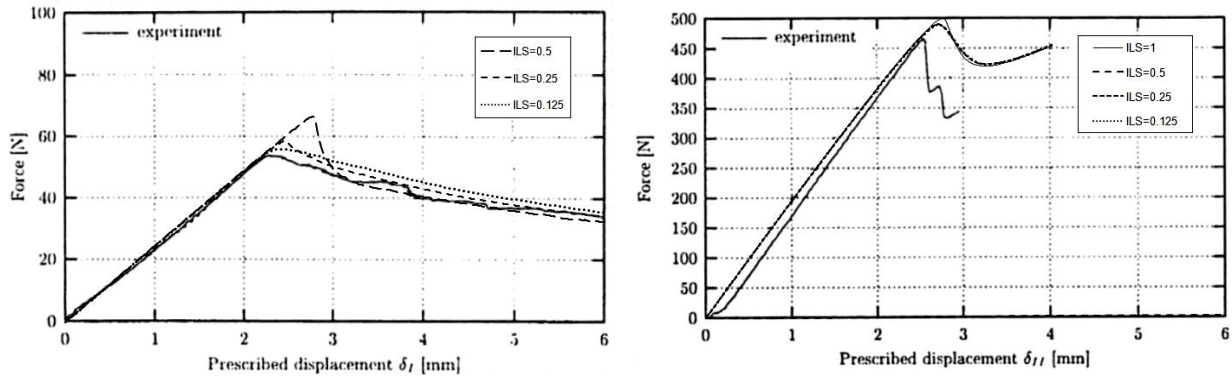 100
80
60
40
20
0
Force [N]
experiment
ILS=0.5
ILS=0.25
ILS=0.125
0 1 2 3 4 5 6
Prescribed displacement δI [mm]
500
450
400
350
300
250
200
150
100
50
0
Force [N]
experiment
ILS=1
ILS=0.5
ILS=0.25
ILS=0.125
0 1 2 3 4 5 6
Prescribed displacement δII [mm]